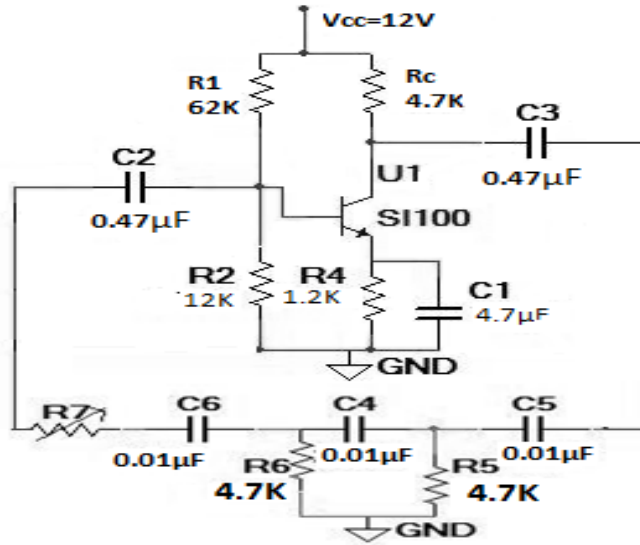 Vcc=12V
R1
62K
Rc
4.7K
C3
0.47µF
C2
0.47µF
U1
SI100
R2
12K
R4
1.2K
C1
4.7µF
GND
R7
C6
0.01µF
C4
0.01µF
C5
0.01µF
R6
4.7K
R5
4.7K
GND